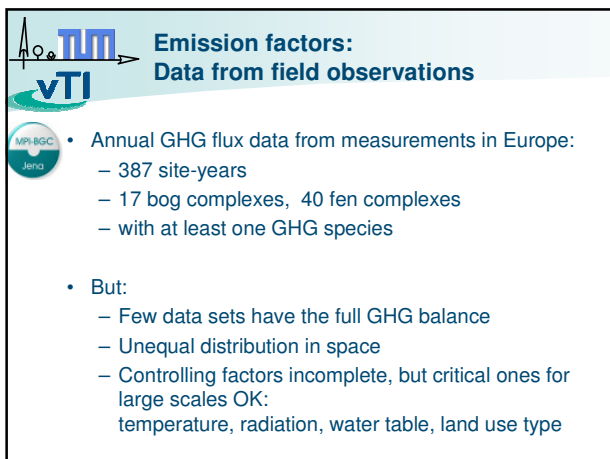 TUM
vTI
MPI-BGC
Jena
Emission factors:
Data from field observations
• Annual GHG flux data from measurements in Europe:
– 387 site-years
– 17 bog complexes, 40 fen complexes
– with at least one GHG species
• But:
– Few data sets have the full GHG balance
– Unequal distribution in space
– Controlling factors incomplete, but critical ones for
large scales OK:
temperature, radiation, water table, land use type